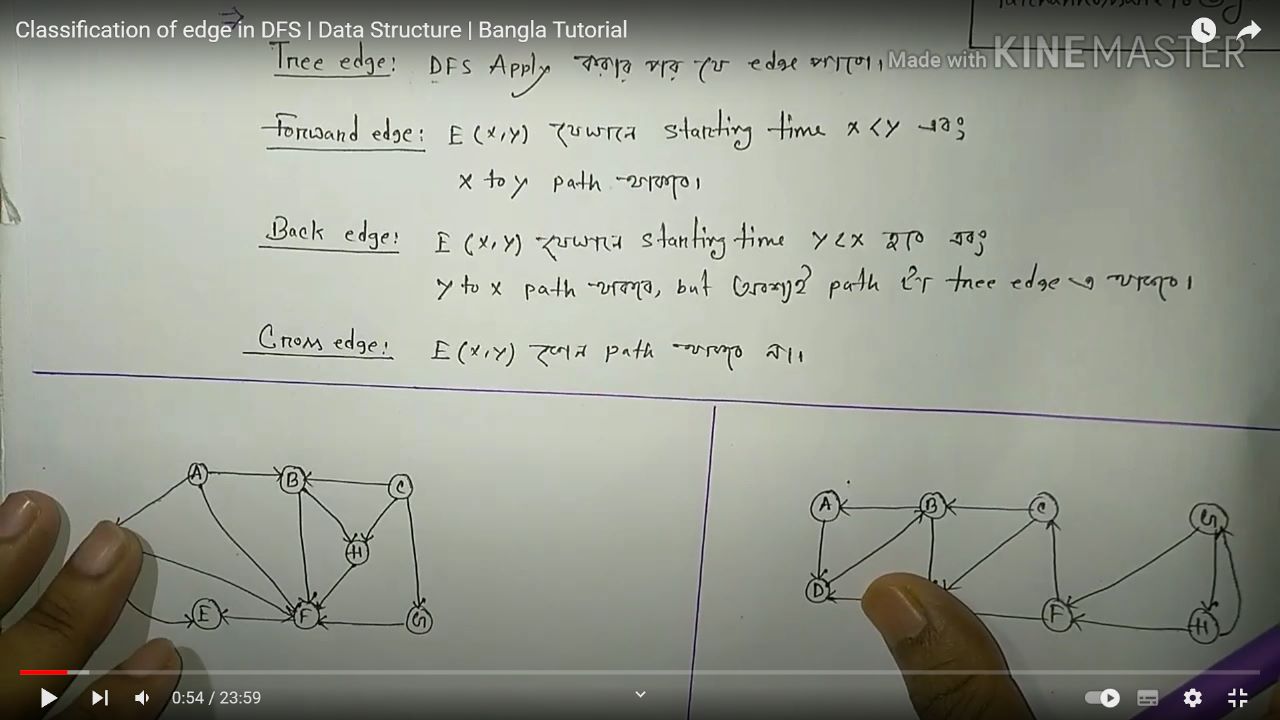 Classification of edge in DFS | Data Structure | Bangla Tutorial
Made with KINEMASTER
Tree edge: DFS Apply করার পর যে edge থাকে।
Forward edge: E (x,y) যেখানে starting time x < y এবং
x to y path থাকবে।
Back edge: E (x,y) যেখানে starting time y < x হবে এবং
y to x path থাকবে, but অবশ্যই path টা tree edge এ থাকবে।
Cross edge: E (x,y) কোন path থাকবে না।
A B C
H
E F G
A B C G
D F H
0:54 / 23:59